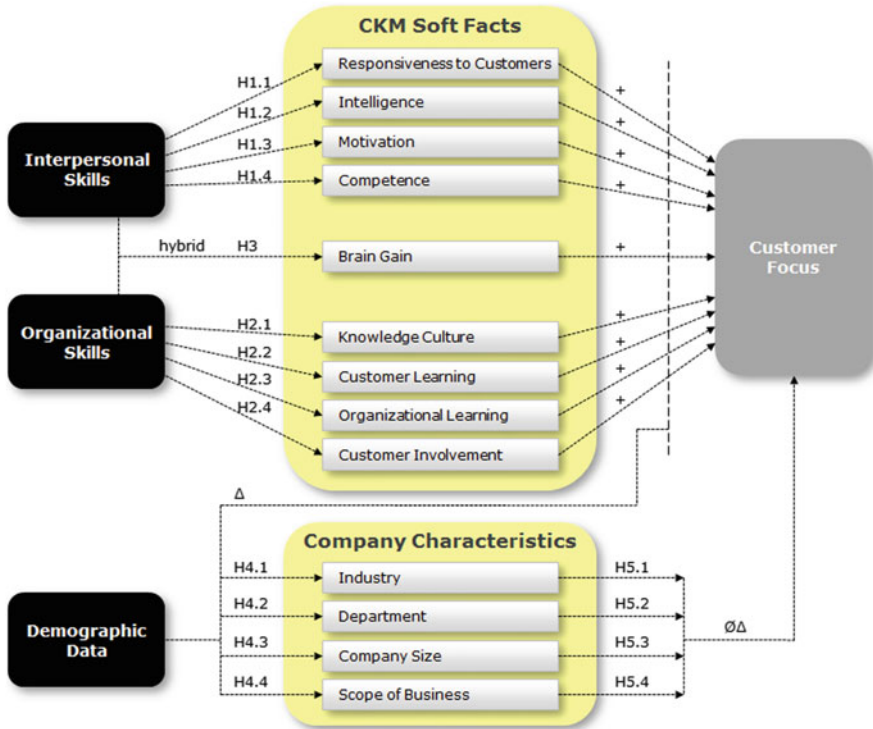 CKM Soft Facts
Responsiveness to Customers
Intelligence
Motivation
Competence
Brain Gain
Knowledge Culture
Customer Learning
Organizational Learning
Customer Involvement
Interpersonal
Skills
H1.1
H1.2
H1.3
H1.4
hybrid H3
Organizational
Skills
H2.1
H2.2
H2.3
H2.4
+
+
+
+
+
+
+
+
+
Customer
Focus
Δ
Company Characteristics
Industry
Department
Company Size
Scope of Business
Demographic
Data
H4.1
H4.2
H4.3
H4.4
H5.1
H5.2
H5.3
H5.4
ØΔ